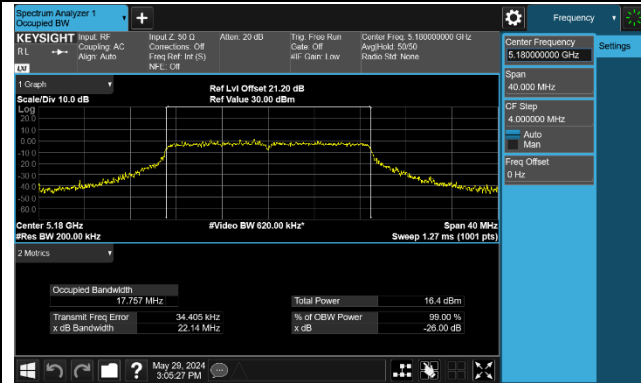 Spectrum Analyzer 1
Occupied BW
Frequency
KEYSIGHT
RL
LXI
Input: RF
Coupling: AC
Align: Auto
Input Z: 50 Ω
Corrections: Off
Freq Ref: Int (S)
NFE: Off
Atten: 20 dB
Trig: Free Run
Gate: Off
#IF Gain: Low
Center Freq: 5.180000000 GHz
Avg|Hold: 50/50
Radio Std: None
Center Frequency
5.180000000 GHz
Settings
Span
40.000 MHz
CF Step
4.000000 MHz
Auto
Man
Freq Offset
0 Hz
1 Graph
Scale/Div 10.0 dB
Ref Lvl Offset 21.20 dB
Ref Value 30.00 dBm
Log
20.0
10.0
0.00
-10.0
-20.0
-30.0
-40.0
-50.0
-60.0
Center 5.18 GHz
#Res BW 200.00 kHz
#Video BW 620.00 kHz*
Span 40 MHz
Sweep 1.27 ms (1001 pts)
2 Metrics
Occupied Bandwidth
17.757 MHz
Transmit Freq Error 34.405 kHz
x dB Bandwidth 22.14 MHz
Total Power 16.4 dBm
% of OBW Power 99.00 %
x dB -26.00 dB
?
May 29, 2024
3:05:27 PM